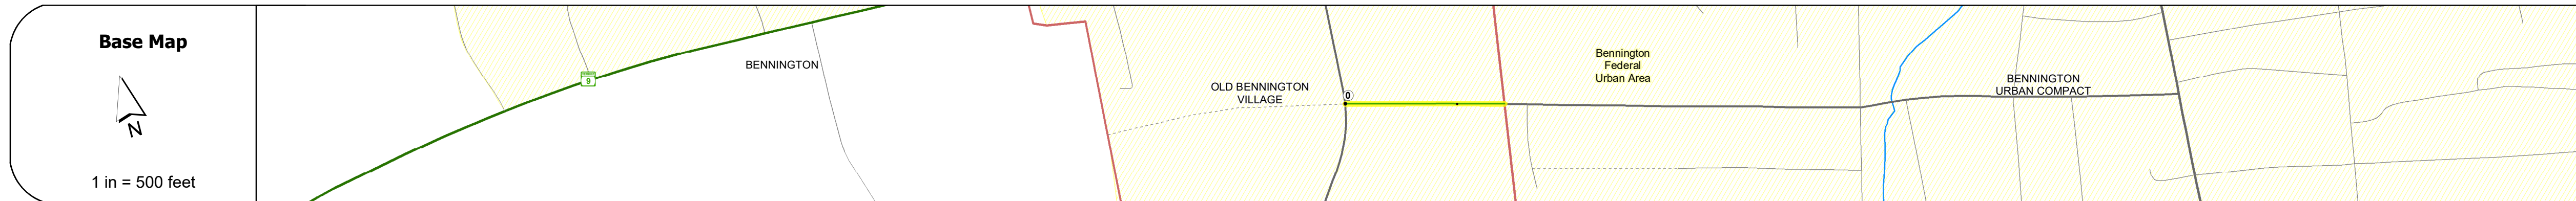 Base Map
N
1 in = 500 feet
9
BENNINGTON
OLD BENNINGTON
VILLAGE
0
Bennington
Federal
Urban Area
BENNINGTON
URBAN COMPACT